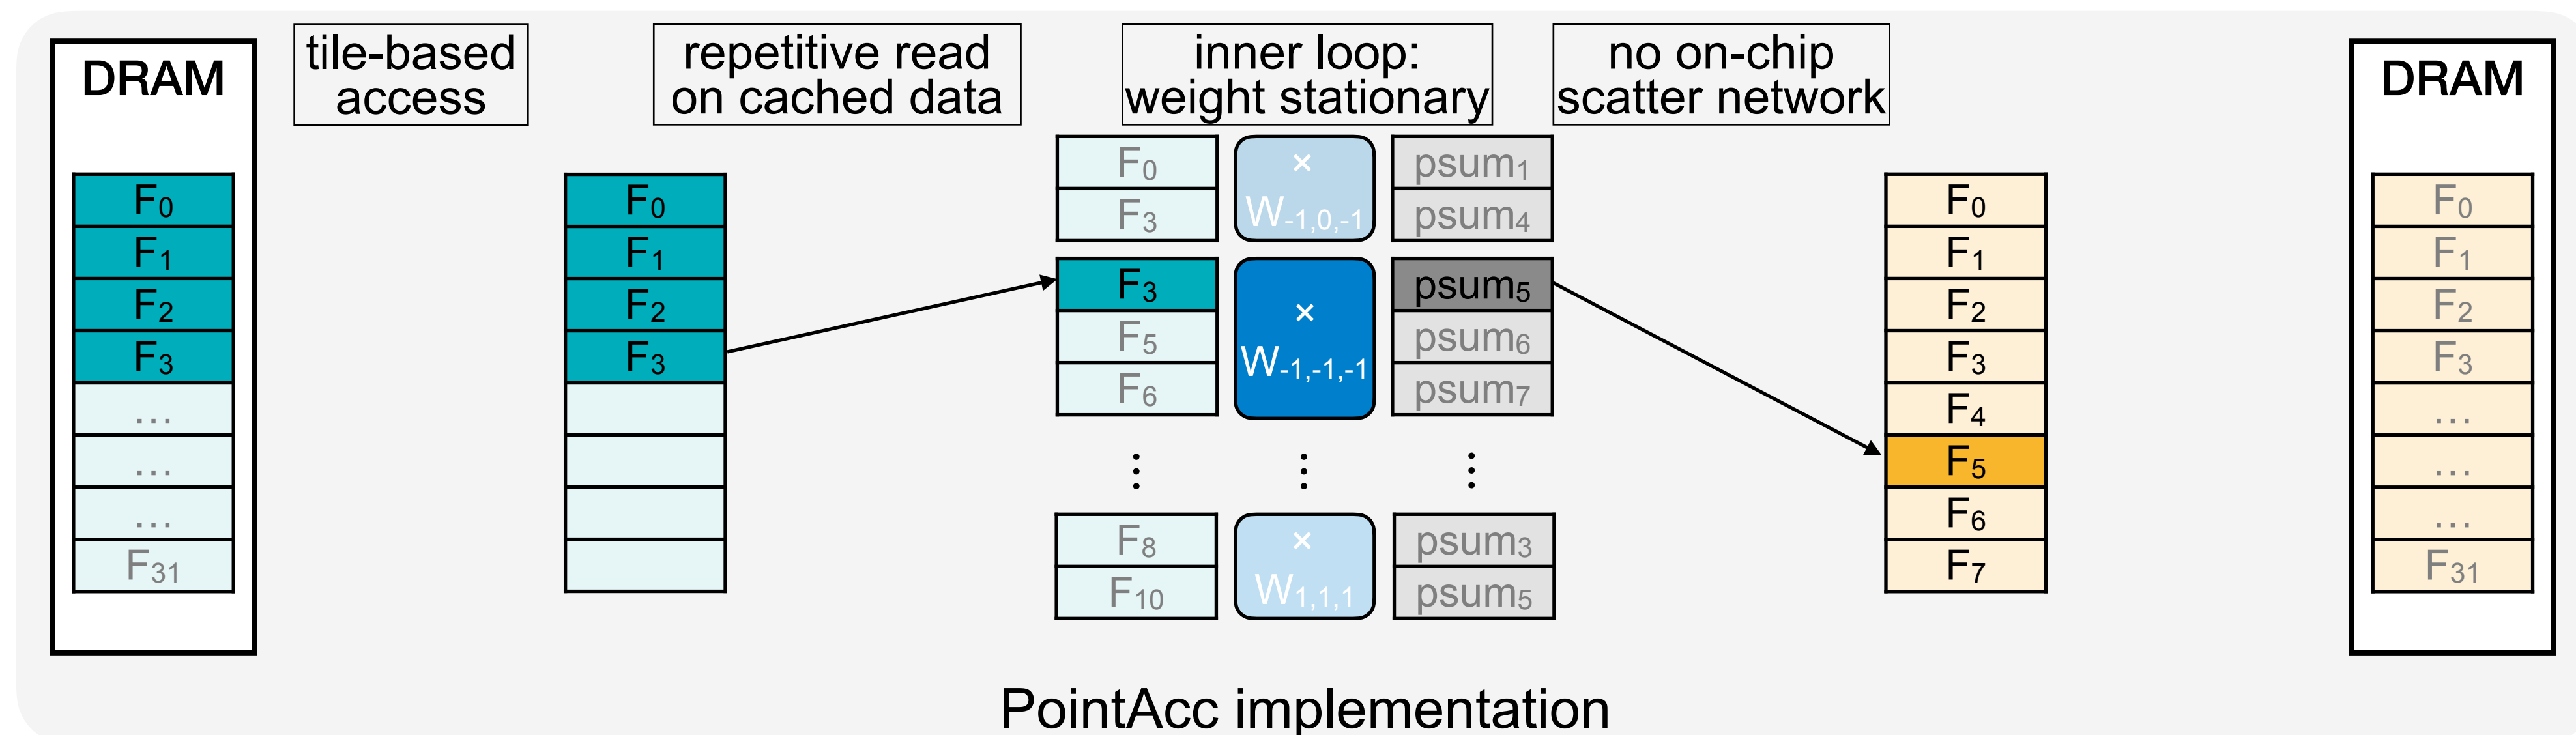 DRAM
tile-based
access
repetitive read
on cached data
inner loop:
weight stationary
no on-chip
scatter network
DRAM
F₀
F₁
F₂
F₃
...
...
...
F₃₁
F₀
F₁
F₂
F₃
F₀
F₃
×
W₋₁,₀,₋₁
psum₁
psum₄
F₃
F₅
F₆
×
W₋₁,₋₁,₋₁
psum₅
psum₆
psum₇
⋮ ⋮ ⋮
F₈
F₁₀
×
W₁,₁,₁
psum₃
psum₅
F₀
F₁
F₂
F₃
F₄
F₅
F₆
F₇
F₀
F₁
F₂
F₃
...
...
...
F₃₁
PointAcc implementation